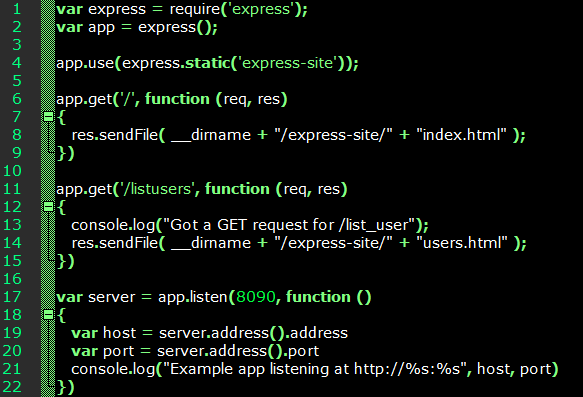 1 var express = require('express');
2 var app = express();
3
4 app.use(express.static('express-site'));
5
6 app.get('/', function (req, res)
7 {
8 res.sendFile( __dirname + "/express-site/" + "index.html" );
9 })
10
11 app.get('/listusers', function (req, res)
12 {
13 console.log("Got a GET request for /list_user");
14 res.sendFile( __dirname + "/express-site/" + "users.html" );
15 })
16
17 var server = app.listen(8090, function ()
18 {
19 var host = server.address().address
20 var port = server.address().port
21 console.log("Example app listening at http://%s:%s", host, port)
22 })